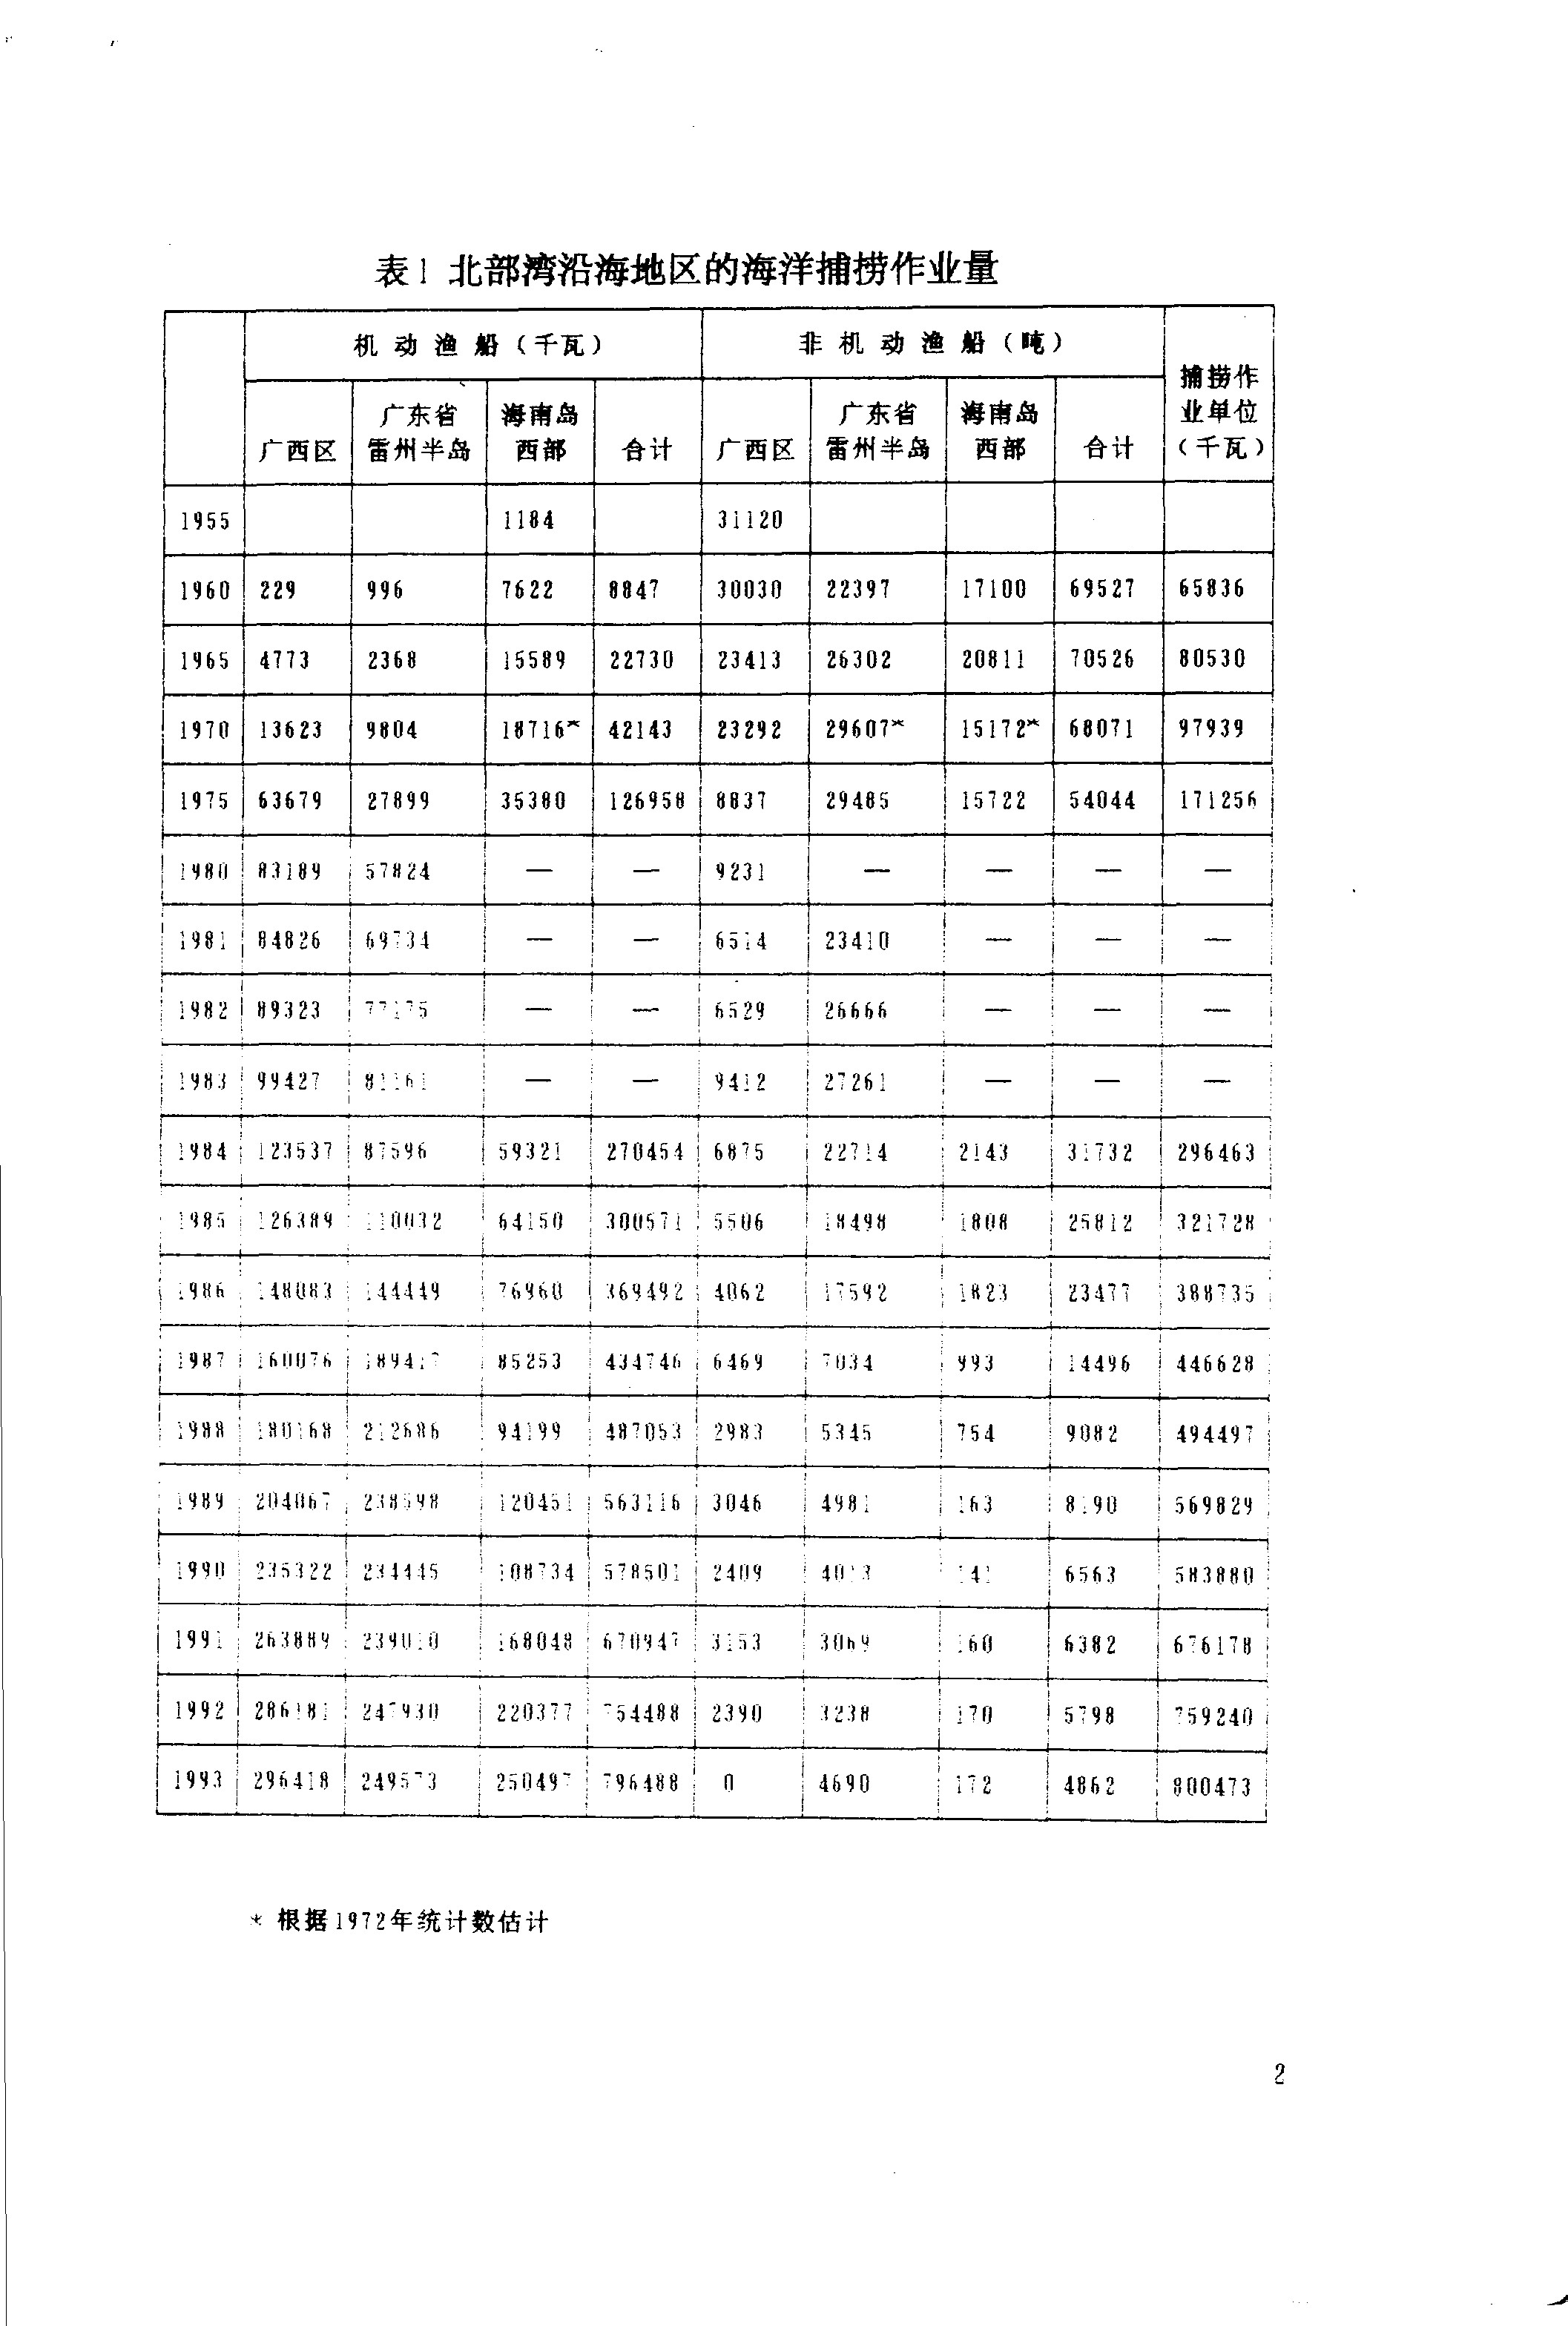 表1 北部湾沿海地区的海洋捕捞作业量
机动渔船（千瓦） 非机动渔船（吨） 捕捞作业单位（千瓦）
广西区 广东省雷州半岛 海南岛西部 合计 广西区 广东省雷州半岛 海南岛西部 合计
1955 1184 31120
1960 229 996 7622 8847 30030 22397 17100 69527 65836
1965 4773 2368 15589 22730 23413 26302 20811 70526 80530
1970 13623 9804 18716* 42143 23292 29607* 15172* 68071 97939
1975 63679 27899 35380 126958 8837 29485 15722 54044 171256
1980 83189 57824 — — 9231 — — — —
1981 84826 69734 — — 6514 23410 — — —
1982 89323 77175 — — 6529 26666 — — —
1983 99427 81161 — — 9412 27261 — — —
1984 123537 87596 59321 270454 6875 22714 2143 31732 296463
1985 126389 110032 64150 300571 5506 18498 1808 25812 321728
1986 148083 144449 76960 369492 4062 17592 1823 23477 388735
1987 160076 189417 85253 434746 6469 7034 993 14496 446628
1988 180168 212686 94199 487053 2983 5345 754 9082 494497
1989 204067 238598 120451 563116 3046 4981 163 8190 569829
1990 235322 234445 108734 578501 2409 4013 141 6563 583880
1991 263889 239010 168048 670947 3153 3069 160 6382 676178
1992 286181 247930 220377 754488 2390 3238 170 5798 759240
1993 296418 249573 250497 796488 0 4690 172 4862 800473
* 根据1972年统计数估计
2